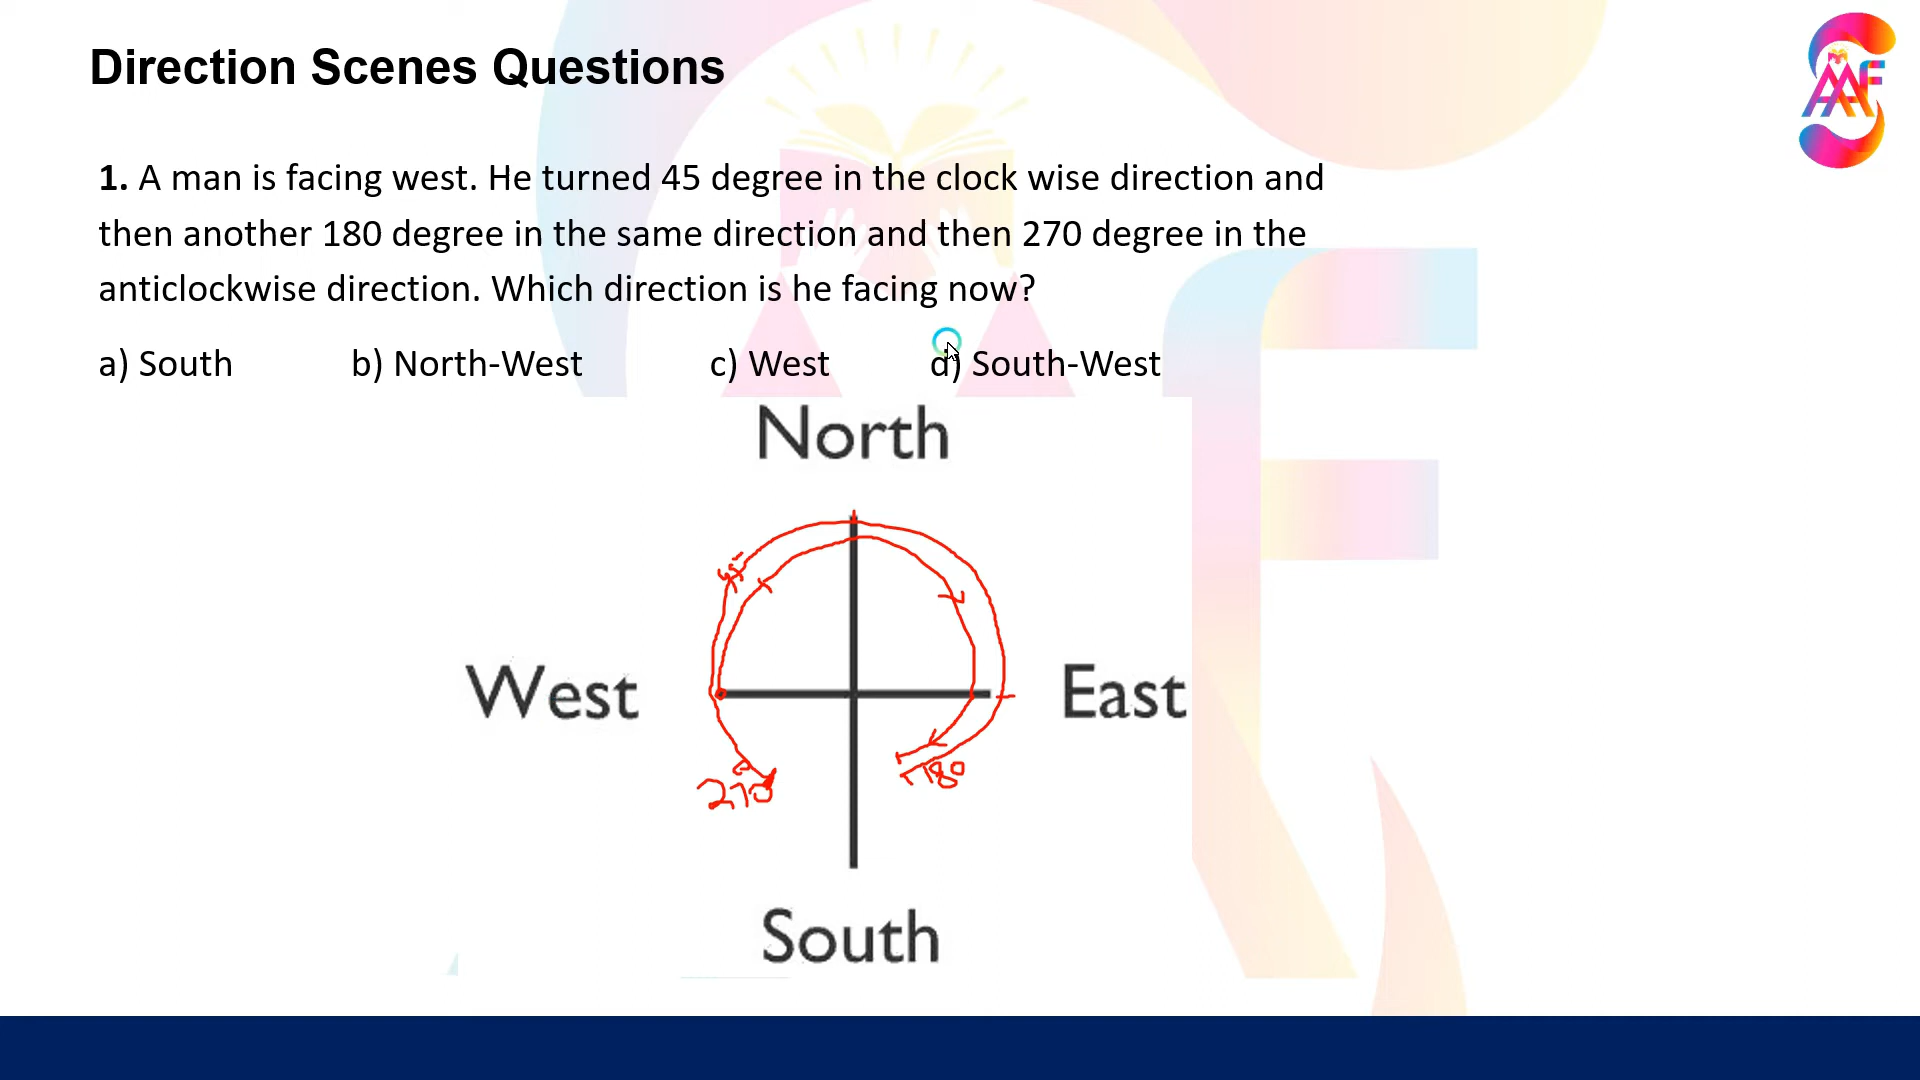 Direction Scenes Questions
AAF
1. A man is facing west. He turned 45 degree in the clock wise direction and
then another 180 degree in the same direction and then 270 degree in the
anticlockwise direction. Which direction is he facing now?
a) South b) North-West c) West d) South-West
North
45
West East
180
270
South